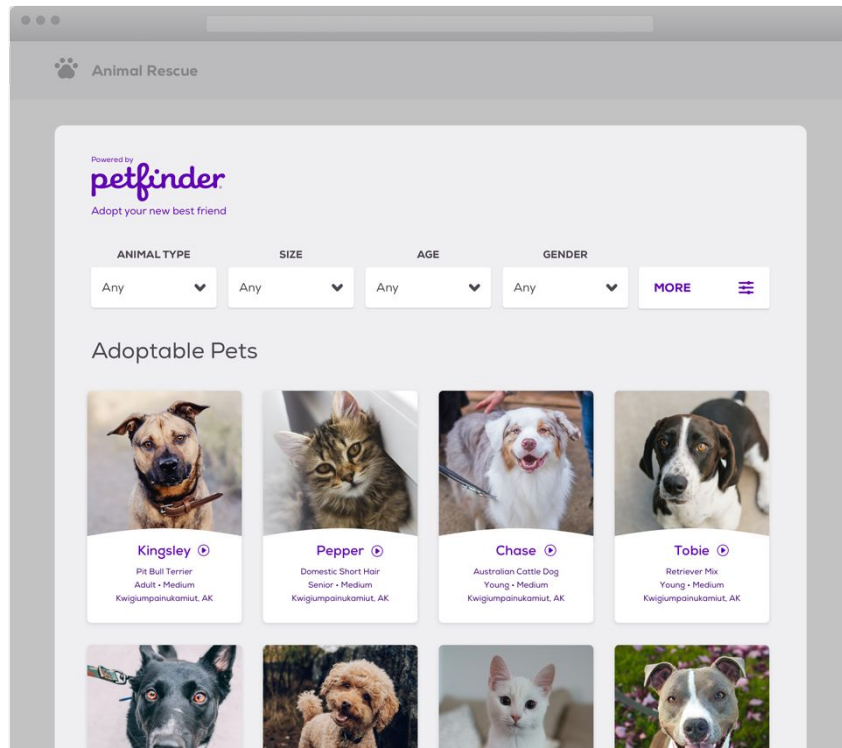 Animal Rescue
Powered by
petfinder
Adopt your new best friend
ANIMAL TYPE SIZE AGE GENDER
Any Any Any Any MORE
Adoptable Pets
Kingsley Pepper Chase Tobie
Pit Bull Terrier Domestic Short Hair Australian Cattle Dog Retriever Mix
Adult • Medium Senior • Medium Young • Medium Young • Medium
Kwigiumpainukamiut, AK Kwigiumpainukamiut, AK Kwigiumpainukamiut, AK Kwigiumpainukamiut, AK